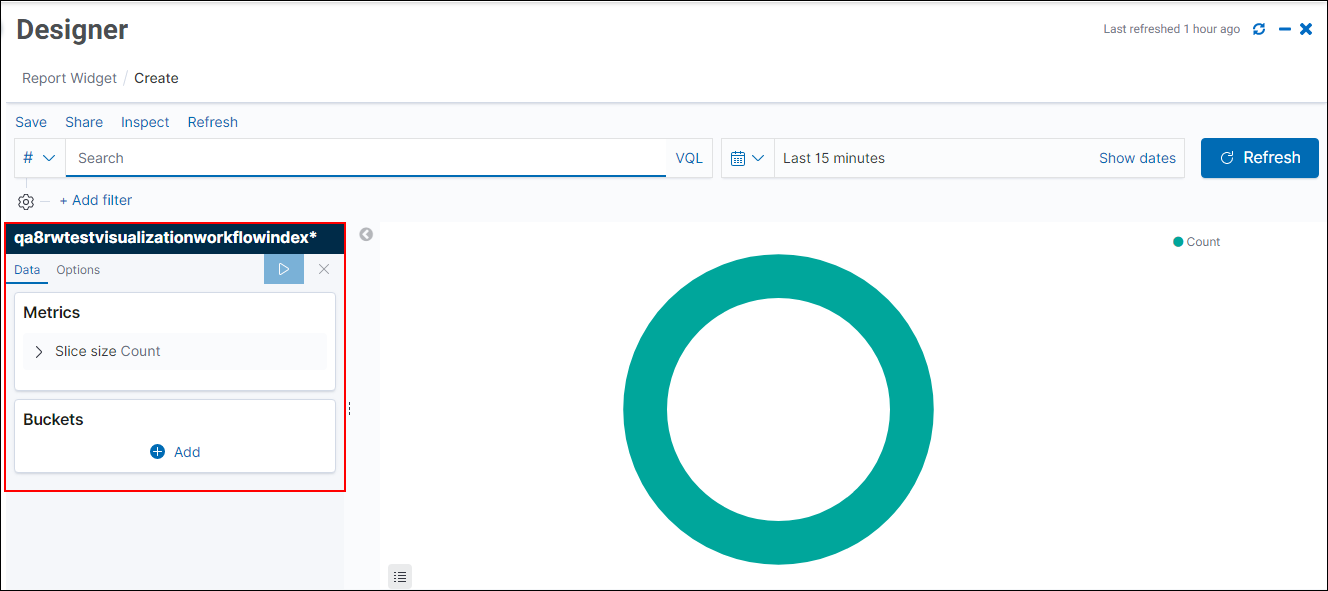 Designer
Last refreshed 1 hour ago
Report Widget / Create
Save Share Inspect Refresh
# Search VQL Last 15 minutes Show dates Refresh
+ Add filter
qa8rwtestvisualizationworkflowindex*
Count
Data Options
Metrics
Slice size Count
Buckets
Add